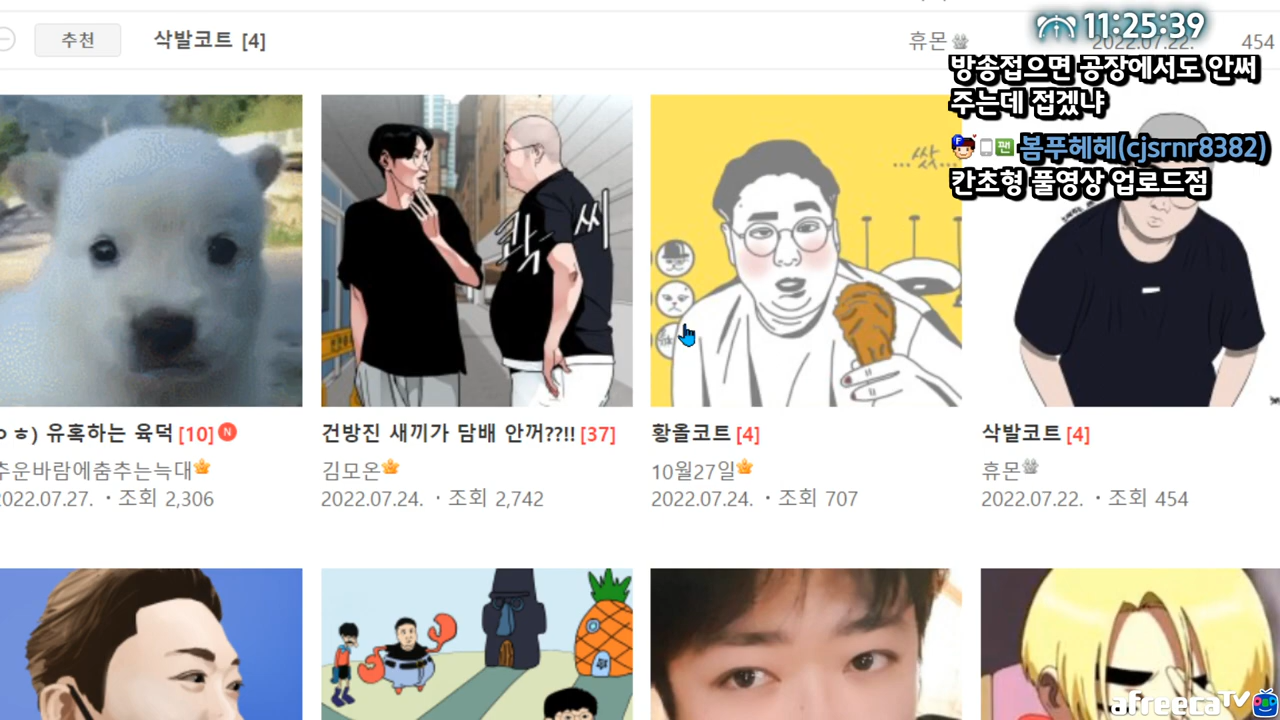 추천
삭발코트 [4]
휴몬
2022.07.22.
454
11:25:39
방송접으면 공장에서도 안써
주는데 접겠냐
팬 봄푸헤헤(cjsrnr8382)
칸초형 풀영상 업로드점
...싻...
콱- 씨
ㅇㅎ) 유혹하는 육덕 [10] N
추운바람에춤추는늑대
2022.07.27. · 조회 2,306
건방진 새끼가 담배 안꺼??!! [37]
김모온
2022.07.24. · 조회 2,742
황올코트 [4]
10월27일
2022.07.24. · 조회 707
삭발코트 [4]
휴몬
2022.07.22. · 조회 454
afreecaTV